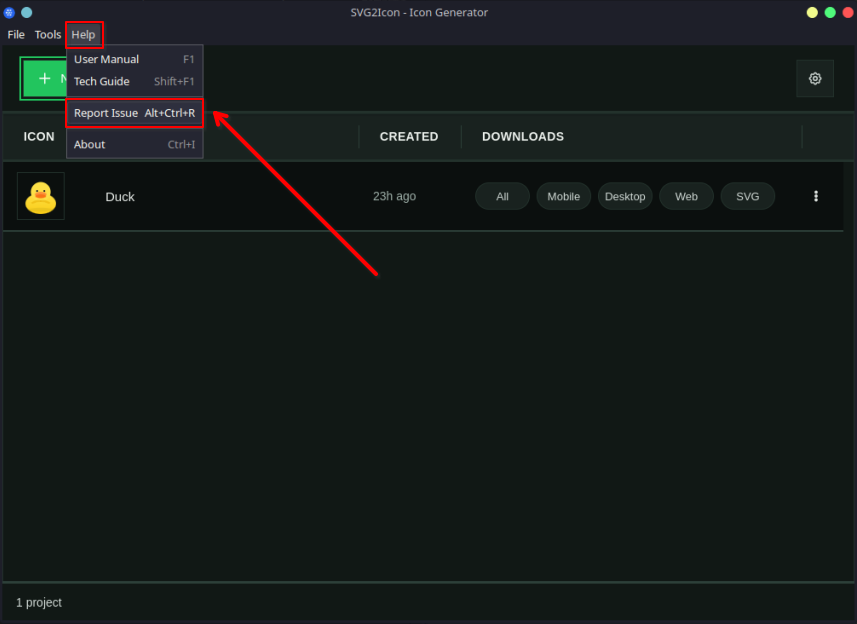 SVG2Icon - Icon Generator
File Tools Help
User Manual F1
Tech Guide Shift+F1
Report Issue Alt+Ctrl+R
About Ctrl+I
ICON CREATED DOWNLOADS
Duck 23h ago All Mobile Desktop Web SVG
1 project